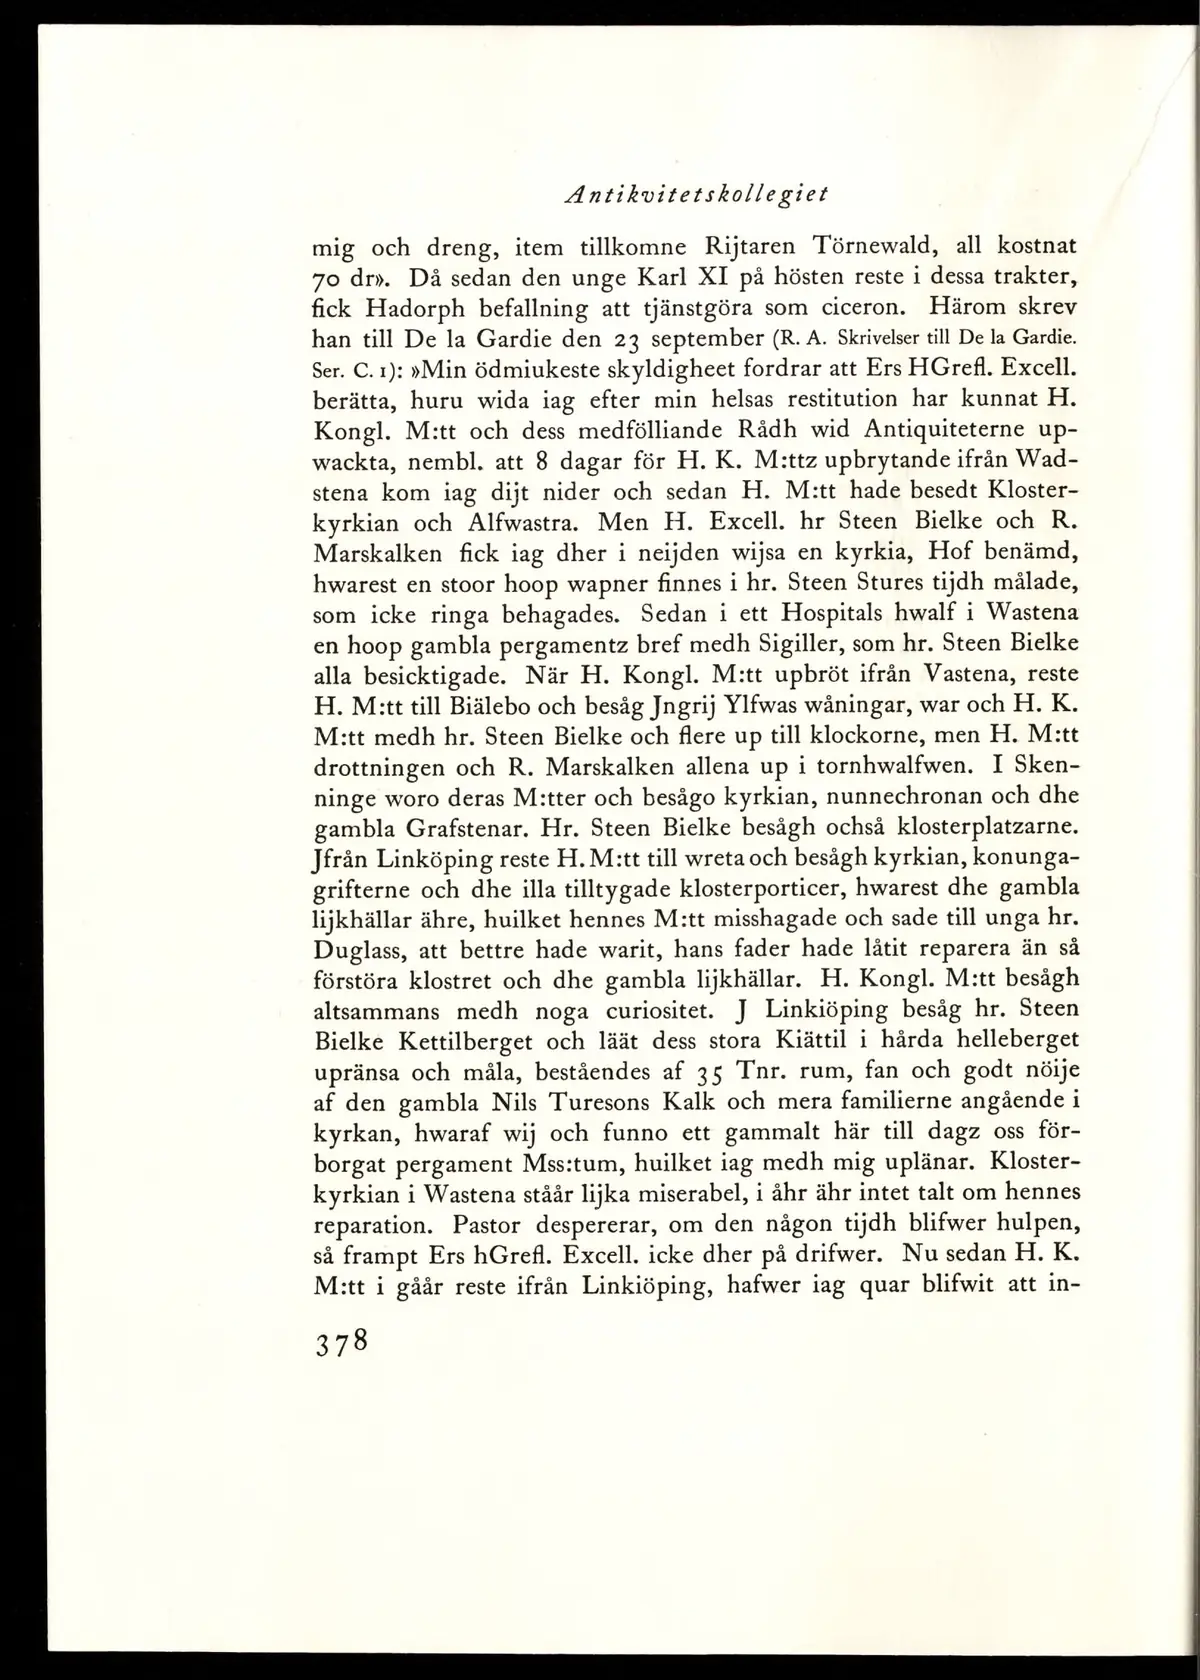 Antikvitetskollegiet
mig och dreng, item tillkomne Rijtaren Törnewald, all kostnat
70 dr». Då sedan den unge Karl XI på hösten reste i dessa trakter,
fick Hadorph befallning att tjänstgöra som ciceron. Härom skrev
han till De la Gardie den 23 september (R. A. Skrivelser till De la Gardie.
Ser. C. 1): »Min ödmiukeste skyldigheet fordrar att Ers HGrefl. Excell.
berätta, huru wida iag efter min helsas restitution har kunnat H.
Kongl. M:tt och dess medfölliande Rådh wid Antiquiteterne up-
wackta, nembl. att 8 dagar för H. K. M:ttz upbrytande ifrån Wad-
stena kom iag dijt nider och sedan H. M:tt hade besedt Kloster-
kyrkian och Alfwastra. Men H. Excell. hr Steen Bielke och R.
Marskalken fick iag dher i neijden wijsa en kyrkia, Hof benämd,
hwarest en stoor hoop wapner finnes i hr. Steen Stures tijdh målade,
som icke ringa behagades. Sedan i ett Hospitals hwalf i Wastena
en hoop gambla pergamentz bref medh Sigiller, som hr. Steen Bielke
alla besicktigade. När H. Kongl. M:tt upbröt ifrån Vastena, reste
H. M:tt till Biälebo och besåg Jngrij Ylfwas wåningar, war och H. K.
M:tt medh hr. Steen Bielke och flere up till klockorne, men H. M:tt
drottningen och R. Marskalken allena up i tornhwalfwen. I Sken-
ninge woro deras M:tter och besågo kyrkian, nunnechronan och dhe
gambla Grafstenar. Hr. Steen Bielke besågh ochså klosterplatzarne.
Jfrån Linköping reste H. M:tt till wreta och besågh kyrkian, konunga-
grifterne och dhe illa tilltygade klosterporticer, hwarest dhe gambla
lijkhällar ähre, huilket hennes M:tt misshagade och sade till unga hr.
Duglass, att bettre hade warit, hans fader hade låtit reparera än så
förstöra klostret och dhe gambla lijkhällar. H. Kongl. M:tt besågh
altsammans medh noga curiositet. J Linkiöping besåg hr. Steen
Bielke Kettilberget och läät dess stora Kiättil i hårda helleberget
upränsa och måla, beståendes af 35 Tnr. rum, fan och godt nöije
af den gambla Nils Turesons Kalk och mera familierne angående i
kyrkan, hwaraf wij och funno ett gammalt här till dagz oss för-
borgat pergament Mss:tum, huilket iag medh mig uplänar. Kloster-
kyrkian i Wastena ståår lijka miserabel, i åhr ähr intet talt om hennes
reparation. Pastor despererar, om den någon tijdh blifwer hulpen,
så frampt Ers hGrefl. Excell. icke dher på drifwer. Nu sedan H. K.
M:tt i gåår reste ifrån Linkiöping, hafwer iag quar blifwit att in-
378